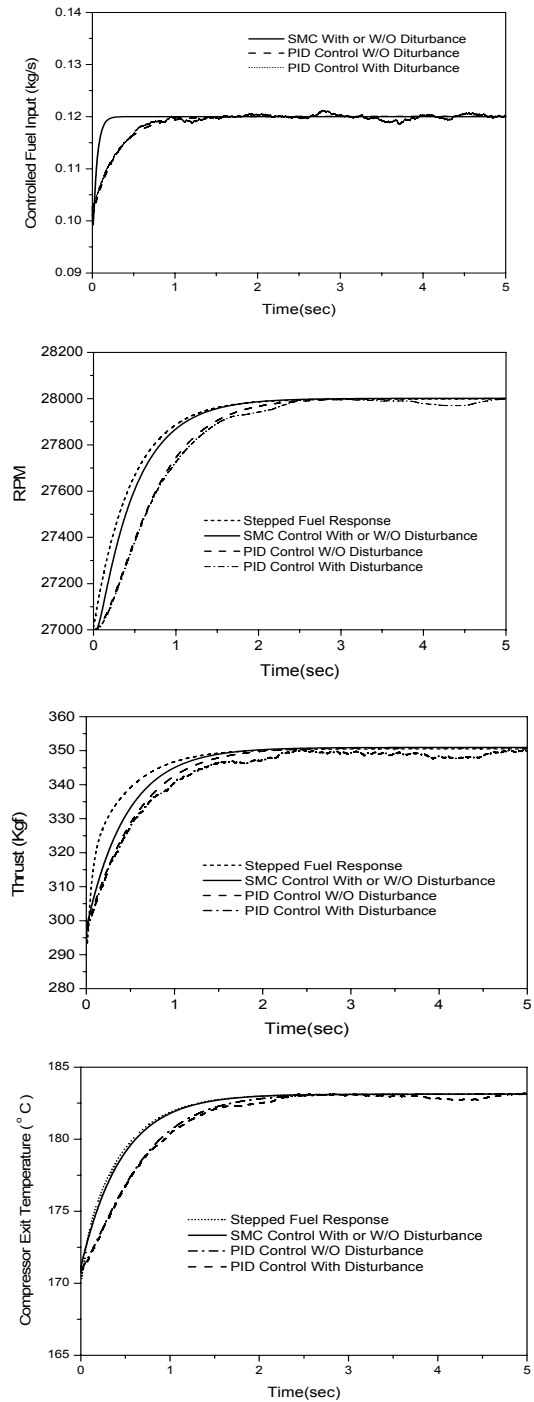 0.14
0.13
0.12
0.11
0.10
0.09
Controlled Fuel Input (kg/s)
SMC With or W/O Diturbance
PID Control W/O Diturbance
PID Control With Diturbance
0 1 2 3 4 5
Time(sec)
28200
28000
27800
27600
27400
27200
27000
RPM
Stepped Fuel Response
SMC Control With or W/O Disturbance
PID Control W/O Disturbance
PID Control With Disturbance
0 1 2 3 4 5
Time(sec)
360
350
340
330
320
310
300
290
280
Thrust (Kgf)
Stepped Fuel Response
SMC Control With or W/O Disturbance
PID Control W/O Disturbance
PID Control With Disturbance
0 1 2 3 4 5
Time(sec)
185
180
175
170
165
Compressor Exit Temperature (° C)
Stepped Fuel Response
SMC Control With or W/O Disturbance
PID Control W/O Disturbance
PID Control With Disturbance
0 1 2 3 4 5
Time(sec)